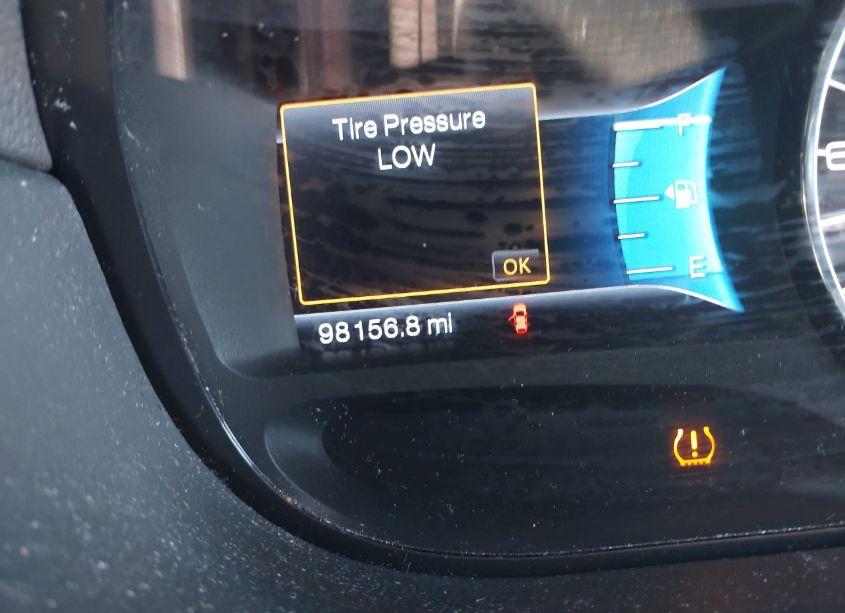 Tire Pressure
LOW
F
OK
E
98156.8 mi